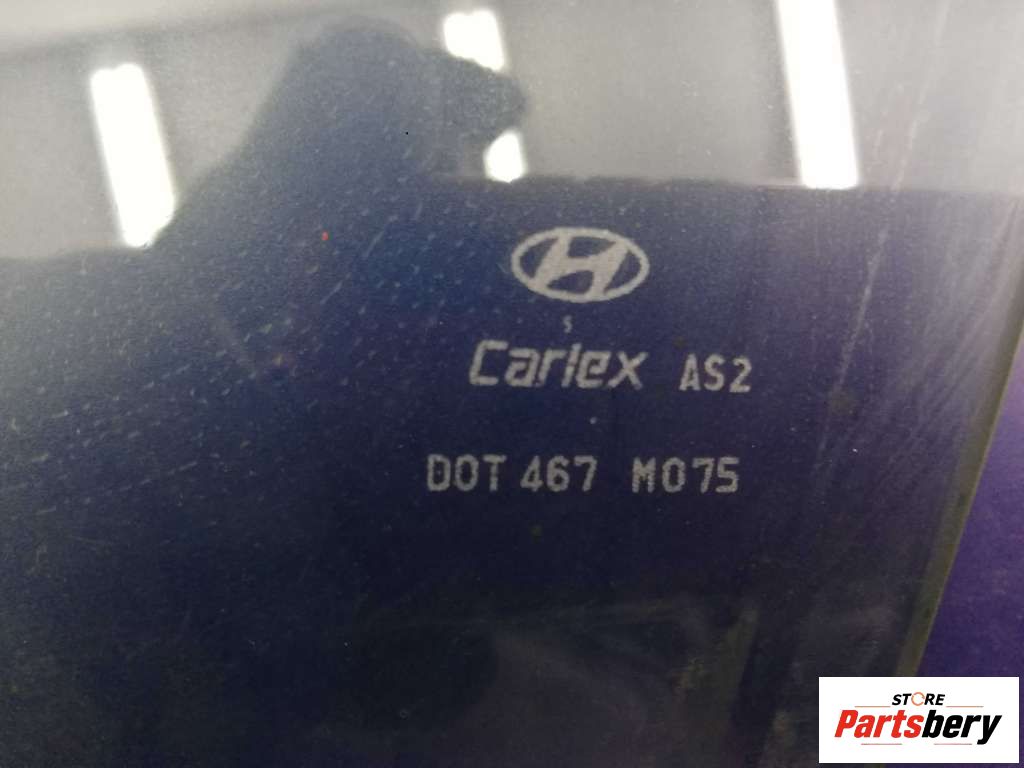 S
Carlex AS2
DOT 467 M075
STORE
Partsbery